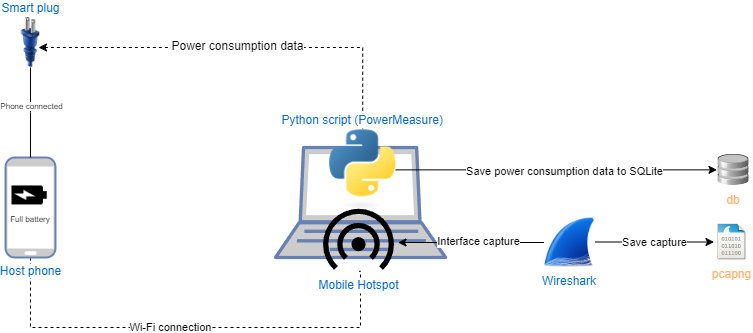 Smart plug
Power consumption data
Phone connected
Python script (PowerMeasure)
Save power consumption data to SQLite
db
Full battery
Interface capture
Save capture
010101
011010
011100
Host phone
Mobile Hotspot
Wireshark
pcapng
Wi-Fi connection